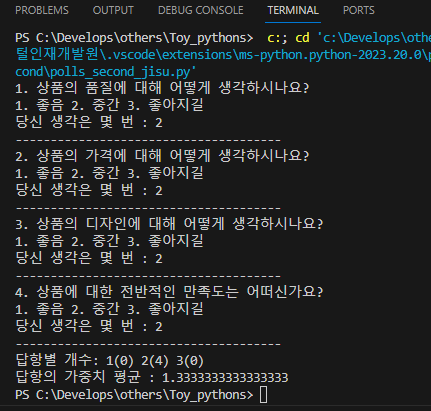 PROBLEMS OUTPUT DEBUG CONSOLE TERMINAL PORTS
PS C:\Develops\others\Toy_pythons> c:; cd 'c:\Develops\othe
털인재개발원\.vscode\extensions\ms-python.python-2023.20.0\p
cond\polls_second_jisu.py'
1. 상품의 품질에 대해 어떻게 생각하시나요?
1. 좋음 2. 중간 3. 좋아지길
당신 생각은 몇 번 : 2
--------------------------------------
2. 상품의 가격에 대해 어떻게 생각하시나요?
1. 좋음 2. 중간 3. 좋아지길
당신 생각은 몇 번 : 2
--------------------------------------
3. 상품의 디자인에 대해 어떻게 생각하시나요?
1. 좋음 2. 중간 3. 좋아지길
당신 생각은 몇 번 : 2
--------------------------------------
4. 상품에 대한 전반적인 만족도는 어떠신가요?
1. 좋음 2. 중간 3. 좋아지길
당신 생각은 몇 번 : 2
--------------------------------------
답항별 개수: 1(0) 2(4) 3(0)
답항의 가중치 평균 : 1.3333333333333333
PS C:\Develops\others\Toy_pythons>